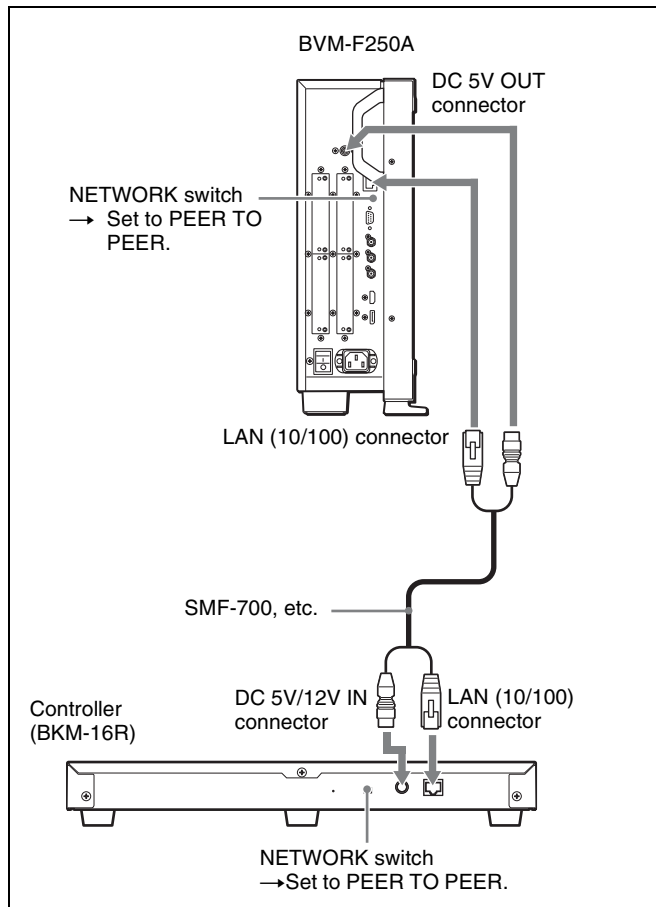 BVM-F250A
DC 5V OUT
connector
NETWORK switch
→ Set to PEER TO
PEER.
LAN (10/100) connector
SMF-700, etc.
DC 5V/12V IN
connector
LAN (10/100)
connector
Controller
(BKM-16R)
NETWORK switch
→Set to PEER TO PEER.